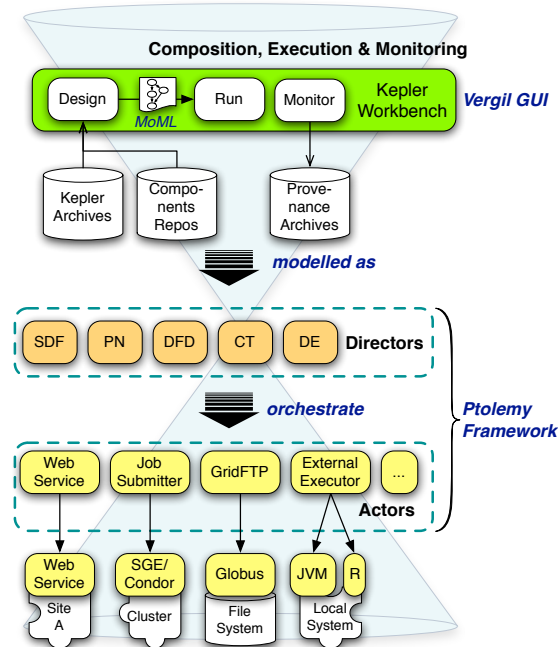 Composition, Execution & Monitoring
Design
MoML
Run
Monitor
Kepler
Workbench
Vergil GUI
Kepler
Archives
Compo-
nents
Repos
Prove-
nance
Archives
modelled as
SDF
PN
DFD
CT
DE
Directors
orchestrate
Ptolemy
Framework
Web
Service
Job
Submitter
GridFTP
External
Executor
...
Actors
Web
Service
SGE/
Condor
Globus
JVM
R
Site
A
Cluster
File
System
Local
System